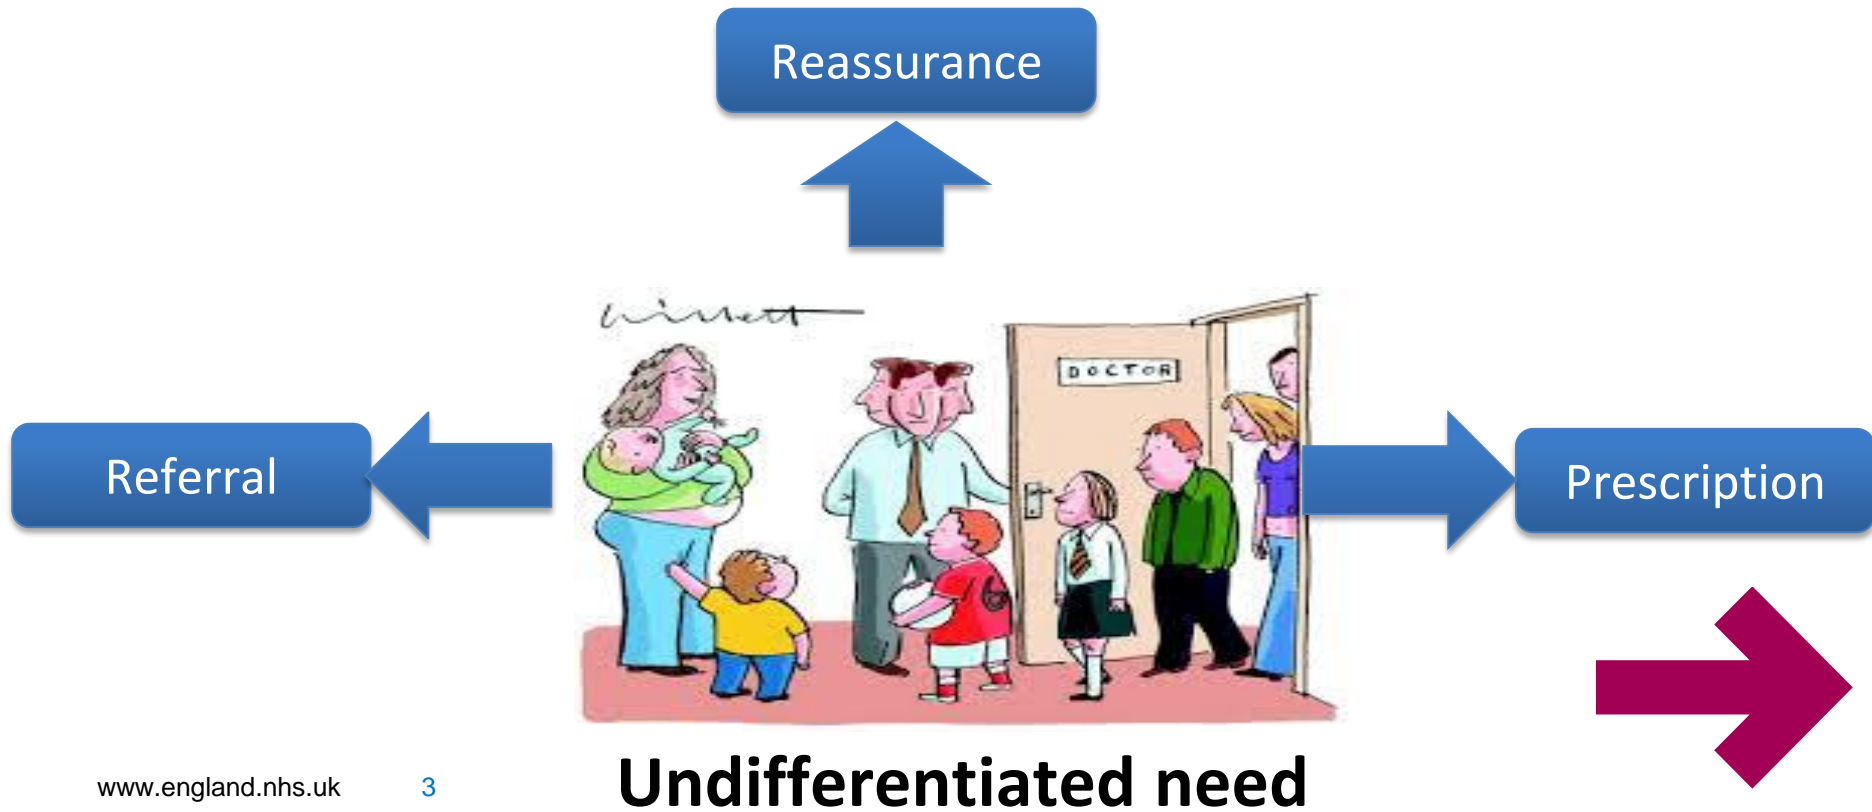 Reassurance
DOCTOR
Referral
Prescription
Undifferentiated need
www.england.nhs.uk 3